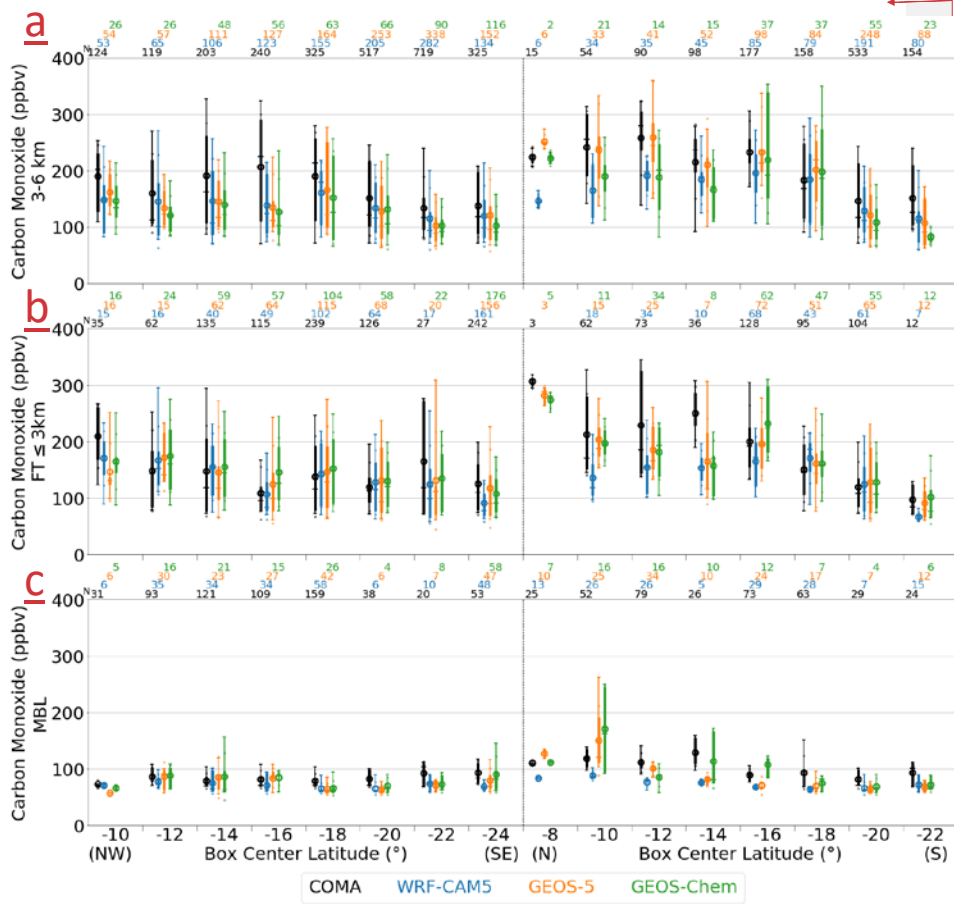 a
26 26 48 56 63 66 90 116 2 21 14 15 37 37 55 23
54 57 111 127 164 253 338 152 6 33 41 52 98 84 248 88
53 65 106 123 155 205 282 134 6 34 35 45 85 79 191 80
N 124 119 203 240 325 517 719 325 15 54 90 98 177 158 533 154
Carbon Monoxide (ppbv)
3-6 km
400
300
200
100
0
b
16 24 59 57 104 58 22 176 5 11 34 8 62 47 55 12
16 15 62 64 115 68 20 156 3 15 25 7 72 51 65 12
15 16 40 49 102 64 17 161 18 34 10 68 43 61 7
N 35 62 135 115 239 126 27 242 3 62 73 36 128 95 104 12
Carbon Monoxide (ppbv)
FT ≤ 3km
400
300
200
100
0
c
5 16 21 15 26 4 8 58 7 16 16 10 12 7 4 6
6 30 23 27 42 6 7 47 10 25 34 10 24 17 7 12
6 35 34 34 58 6 10 48 13 26 26 5 29 28 7 15
N 31 93 121 109 159 38 20 53 25 52 79 26 73 63 29 24
Carbon Monoxide (ppbv)
MBL
400
300
200
100
0
-10 -12 -14 -16 -18 -20 -22 -24 -8 -10 -12 -14 -16 -18 -20 -22
(NW) Box Center Latitude (°) (SE) (N) Box Center Latitude (°) (S)
COMA WRF-CAM5 GEOS-5 GEOS-Chem